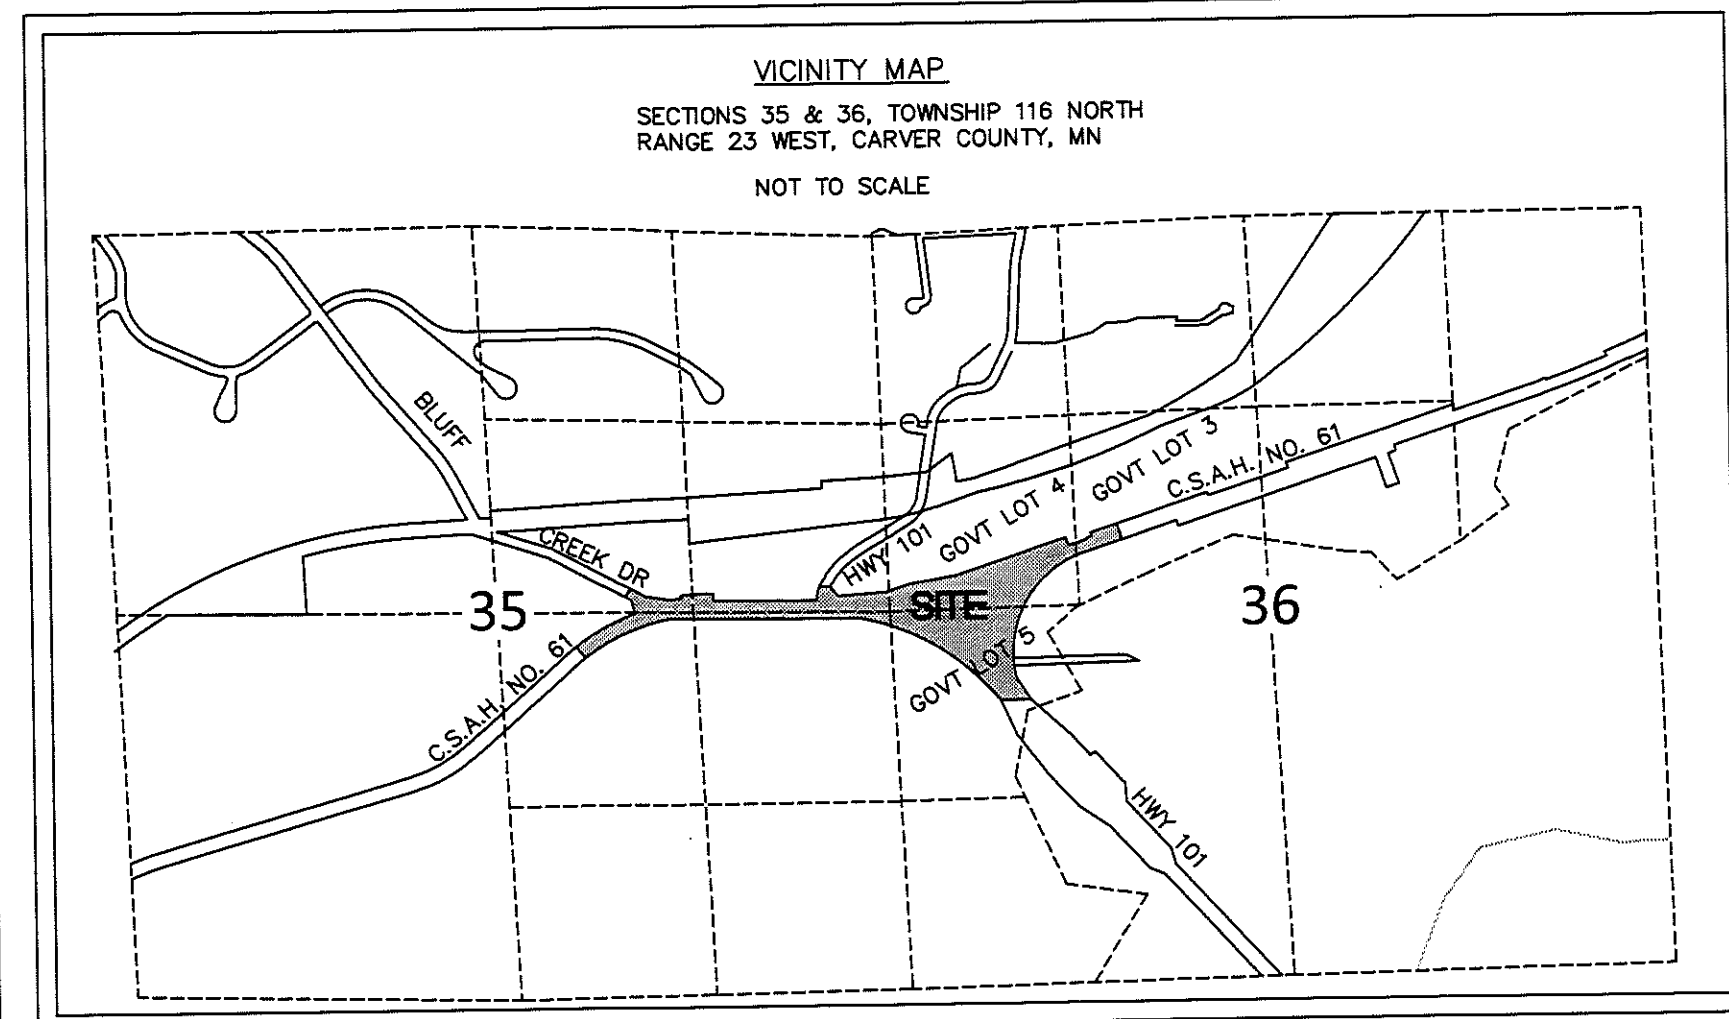 VICINITY MAP
SECTIONS 35 & 36, TOWNSHIP 116 NORTH
RANGE 23 WEST, CARVER COUNTY, MN
NOT TO SCALE
BLUFF
CREEK DR
HWY 101
GOVT LOT 4
GOVT LOT 3
C.S.A.H. NO. 61
35
SITE
36
C.S.A.H. NO. 61
GOVT LOT 5
HWY 101